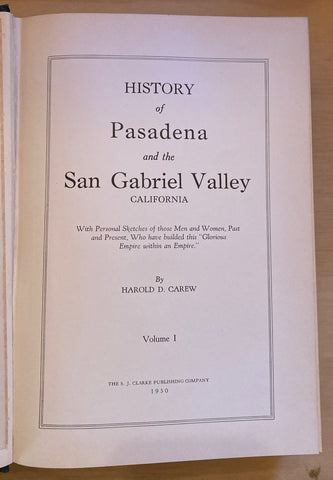 HISTORY
of
Pasadena
and the
San Gabriel Valley
CALIFORNIA
With Personal Sketches of those Men and Women, Past
and Present, Who have builded this "Glorious
Empire within an Empire."
By
HAROLD D. CAREW
Volume I
THE S. J. CLARKE PUBLISHING COMPANY
1930